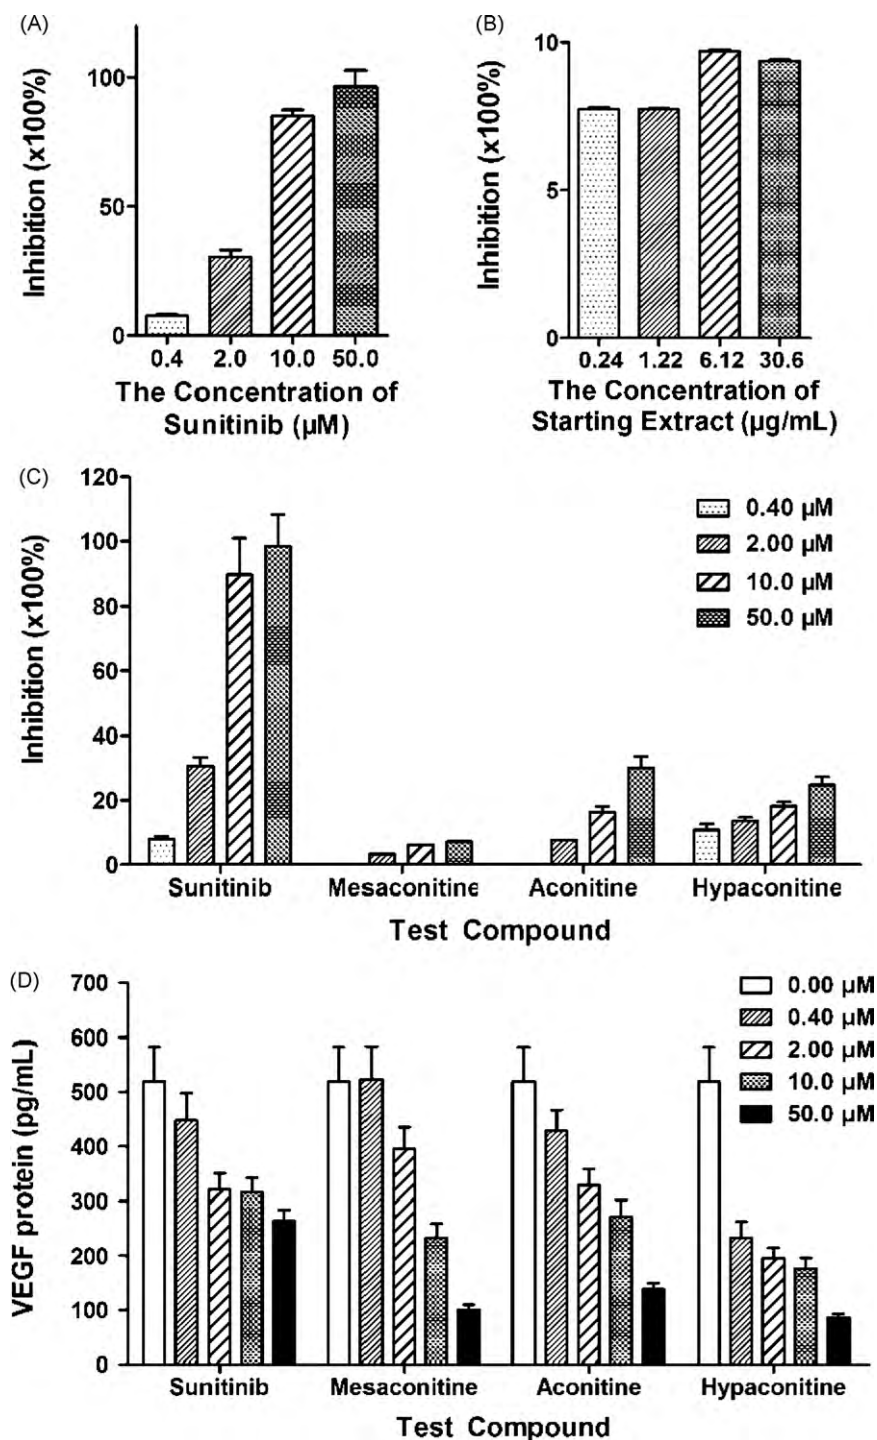 (A)
Inhibition (x100%)
100
50
0
0.4 2.0 10.0 50.0
The Concentration of
Sunitinib (µM)
(B)
Inhibition (x100%)
10
5
0
0.24 1.22 6.12 30.6
The Concentration of
Starting Extract (µg/mL)
(C)
Inhibition (x100%)
120
100
80
60
40
20
0
0.40 µM
2.00 µM
10.0 µM
50.0 µM
Sunitinib Mesaconitine Aconitine Hypaconitine
Test Compound
(D)
VEGF protein (pg/mL)
700
600
500
400
300
200
100
0
0.00 µM
0.40 µM
2.00 µM
10.0 µM
50.0 µM
Sunitinib Mesaconitine Aconitine Hypaconitine
Test Compound